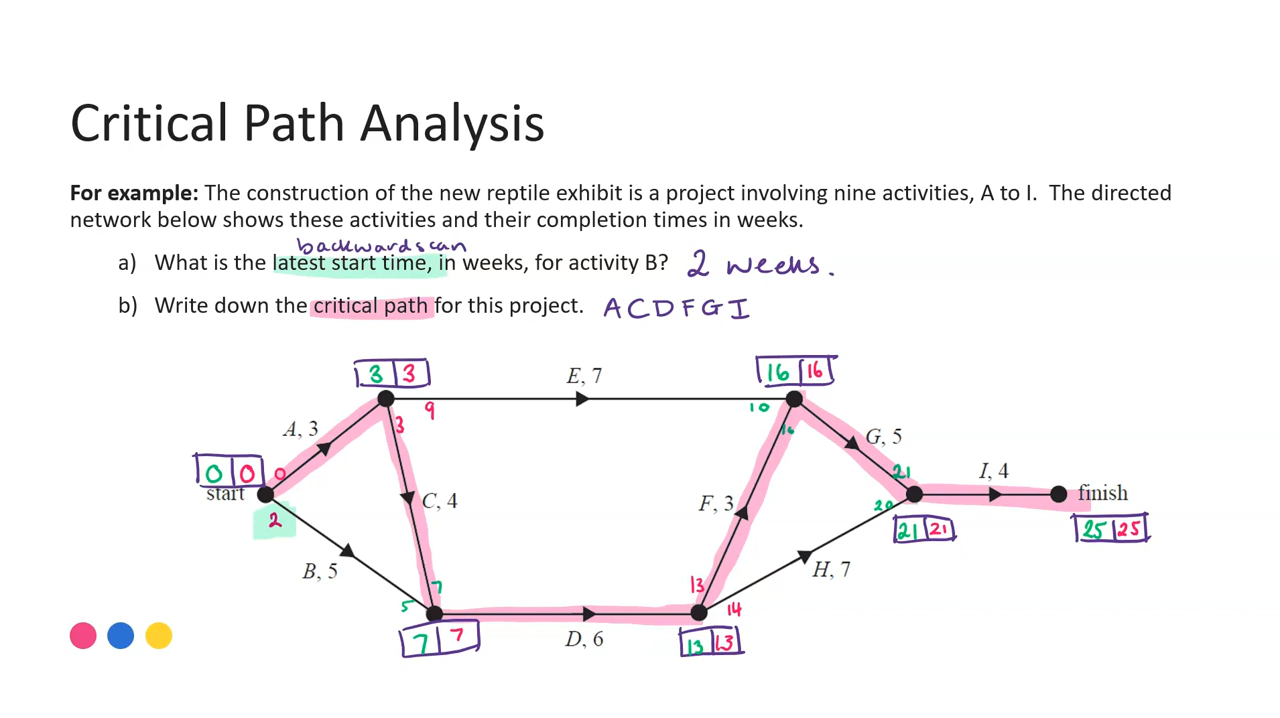 Critical Path Analysis
For example: The construction of the new reptile exhibit is a project involving nine activities, A to I. The directed
network below shows these activities and their completion times in weeks.
backward scan
a) What is the latest start time, in weeks, for activity B? 2 weeks.
b) Write down the critical path for this project. ACDFGI
3 3
16 16
E, 7
9
10
3
16
A, 3
G, 5
0 0
0
21
I, 4
start
finish
2
C, 4
F, 3
20
21 21
25 25
B, 5
H, 7
7
13
5
14
7 7
D, 6
13 13